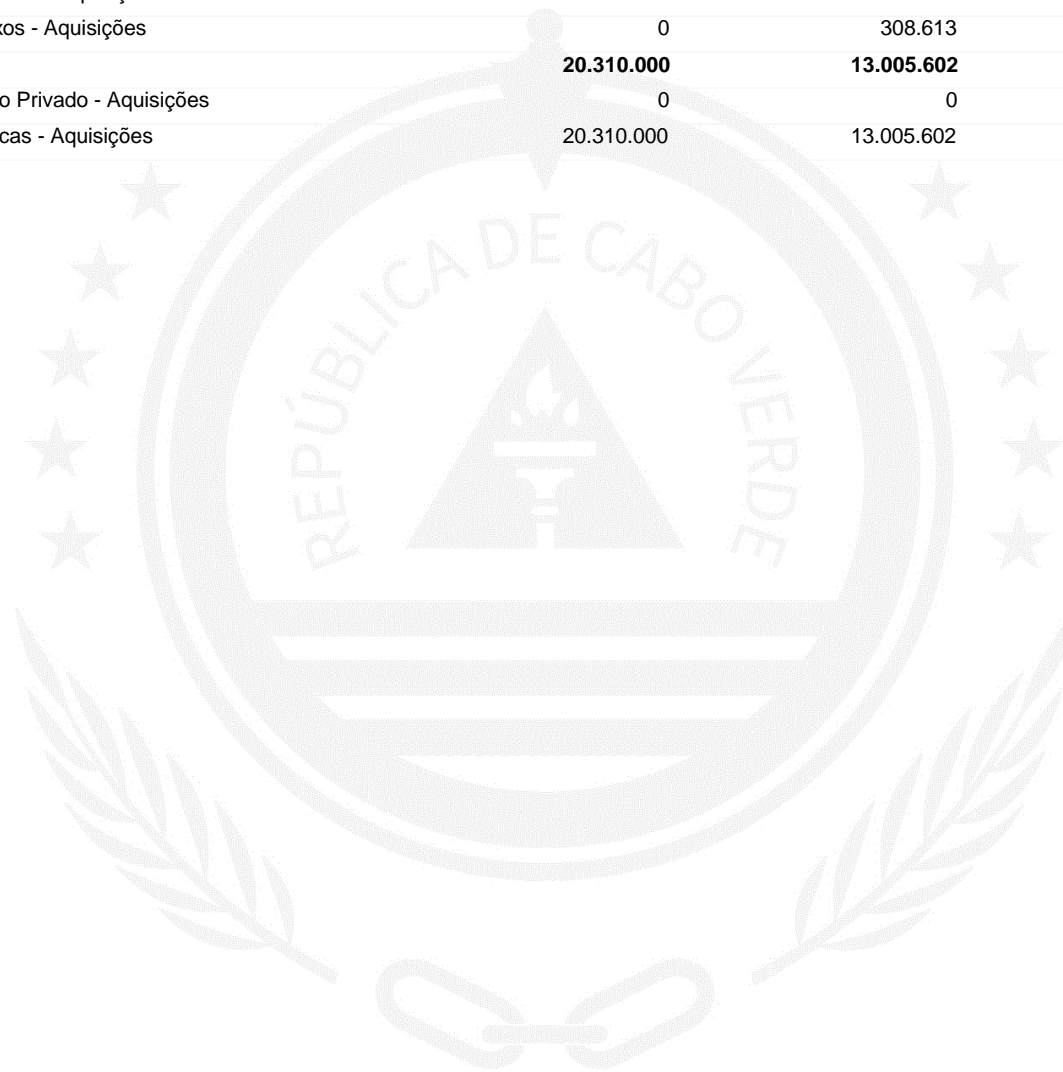 xos - Aquisições 0 308.613
20.310.000 13.005.602
o Privado - Aquisições 0 0
cas - Aquisições 20.310.000 13.005.602
REPÚBLICA DE CABO VERDE